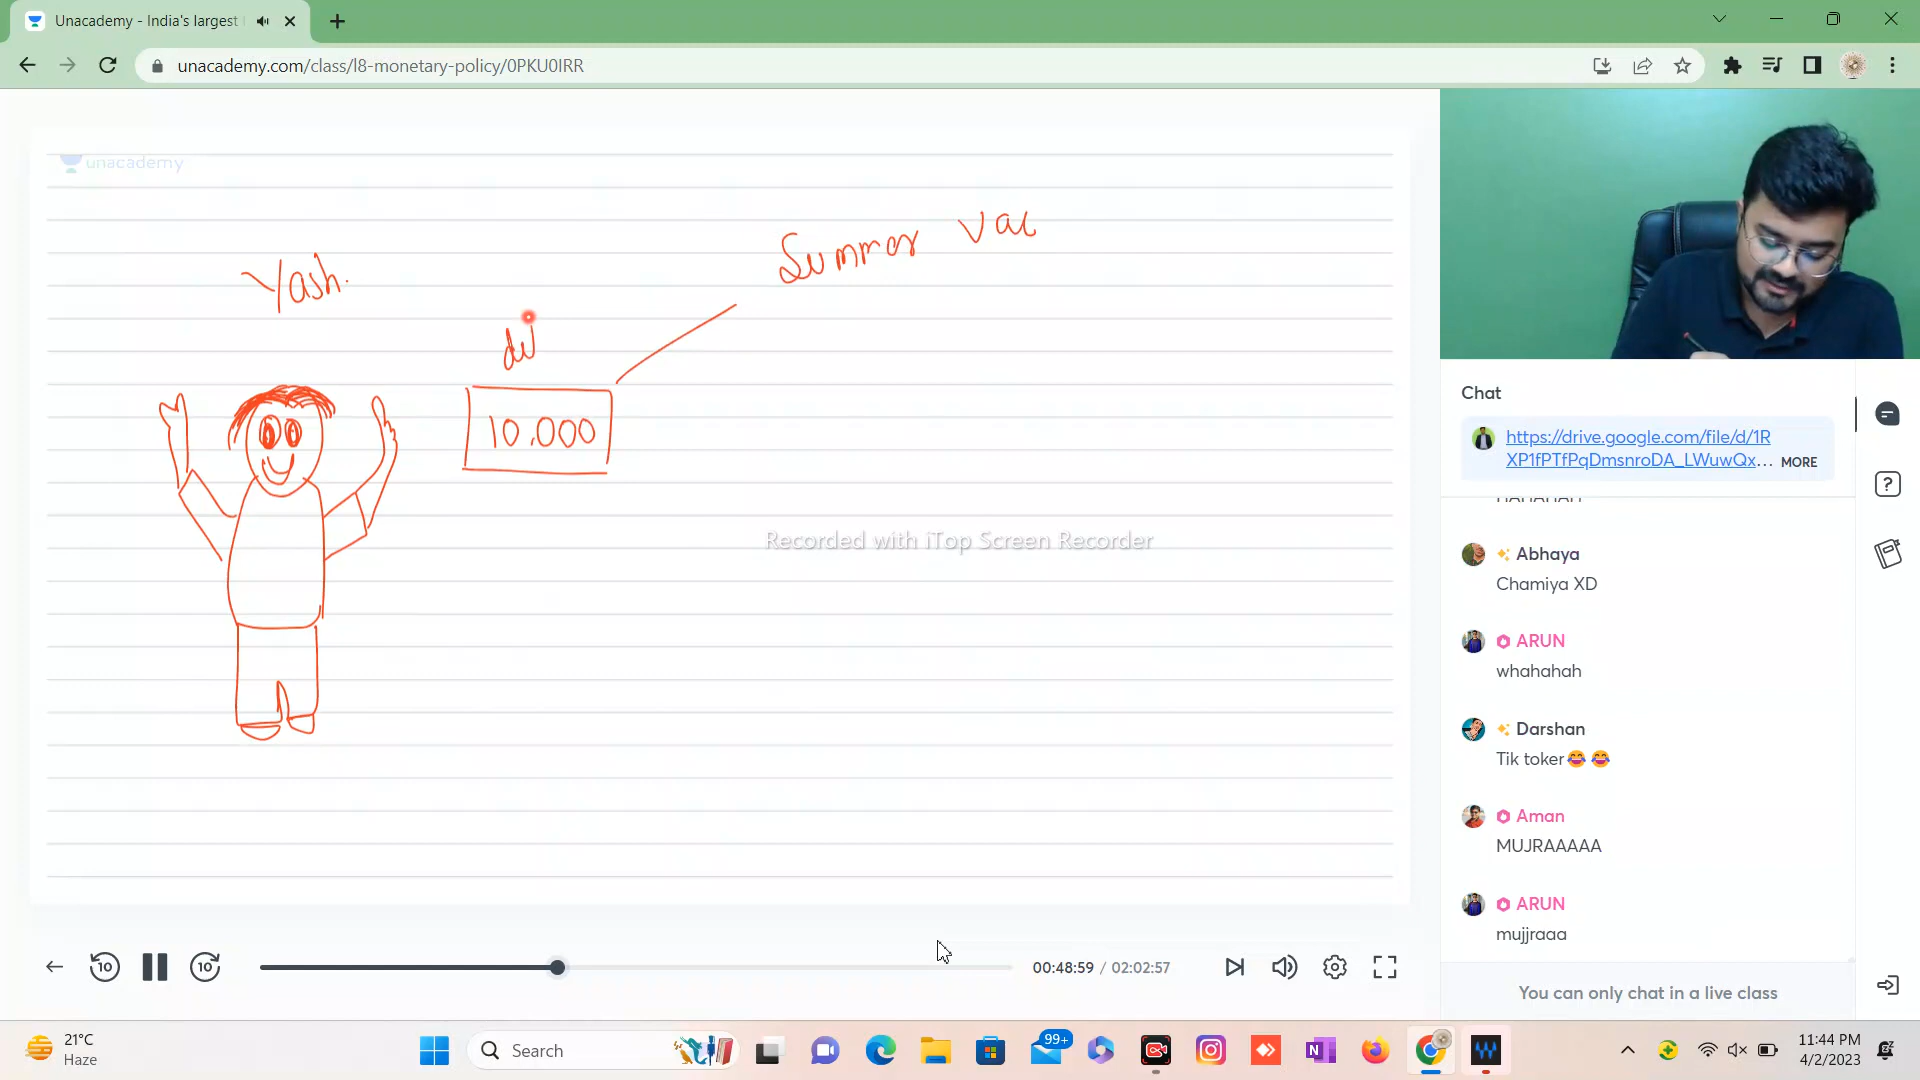 Unacademy - India's largest
unacademy.com/class/l8-monetary-policy/0PKU0IRR
unacademy
Summer Vac
Yash.
10,000
Recorded with iTop Screen Recorder
00:48:59 / 02:02:57
Chat
https://drive.google.com/file/d/1R
XP1fPTfPqDmsnroDA_LWuwQx... MORE
HAHAHAH
Abhaya
Chamiya XD
ARUN
whahahah
Darshan
Tik toker😂😂
Aman
MUJRAAAAA
ARUN
mujjraaa
You can only chat in a live class
10
10
21°C
Haze
Search
99+
11:44 PM
4/2/2023